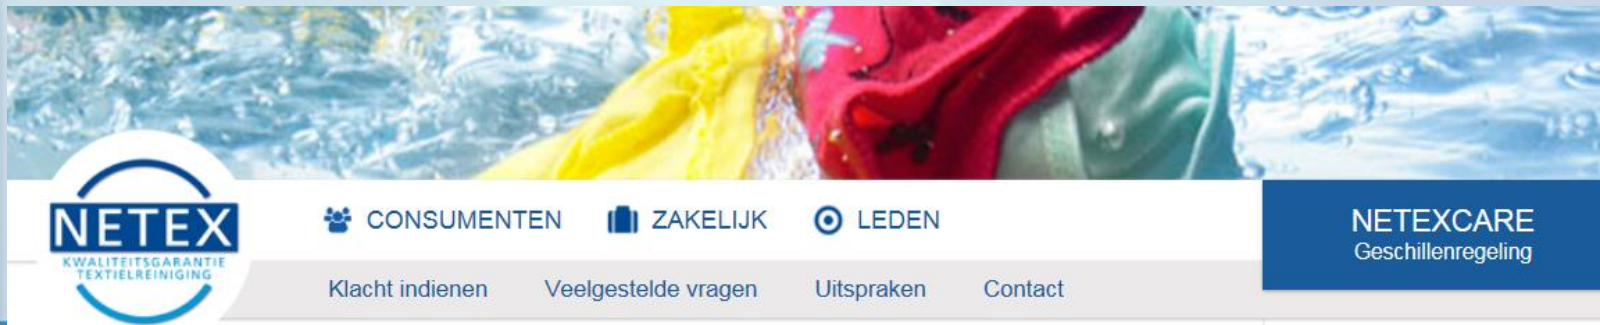 NETEX
KWALITEITSGARANTIE
TEXTIELREINIGING
CONSUMENTEN ZAKELIJK LEDEN
NETEXCARE
Geschillenregeling
Klacht indienen Veelgestelde vragen Uitspraken Contact